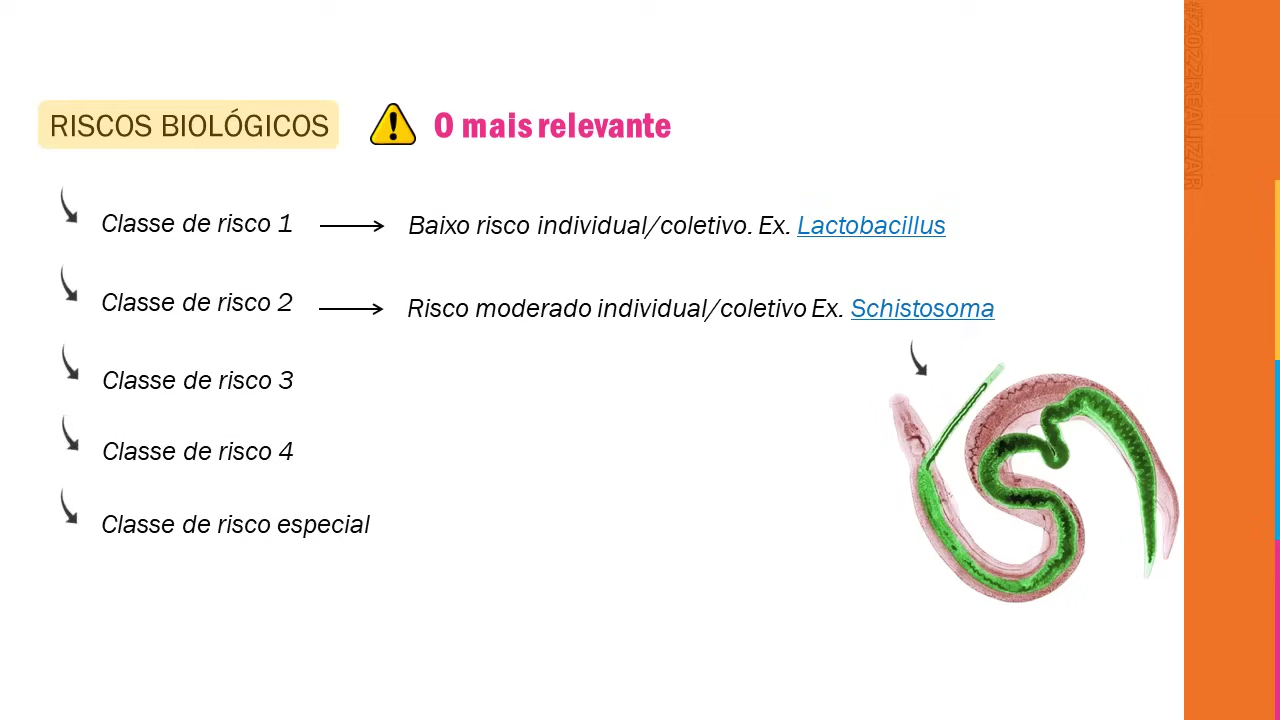 RISCOS BIOLÓGICOS
O mais relevante
Classe de risco 1
Baixo risco individual/coletivo. Ex. Lactobacillus
Classe de risco 2
Risco moderado individual/coletivo Ex. Schistosoma
Classe de risco 3
Classe de risco 4
Classe de risco especial
#2022REALIZAR